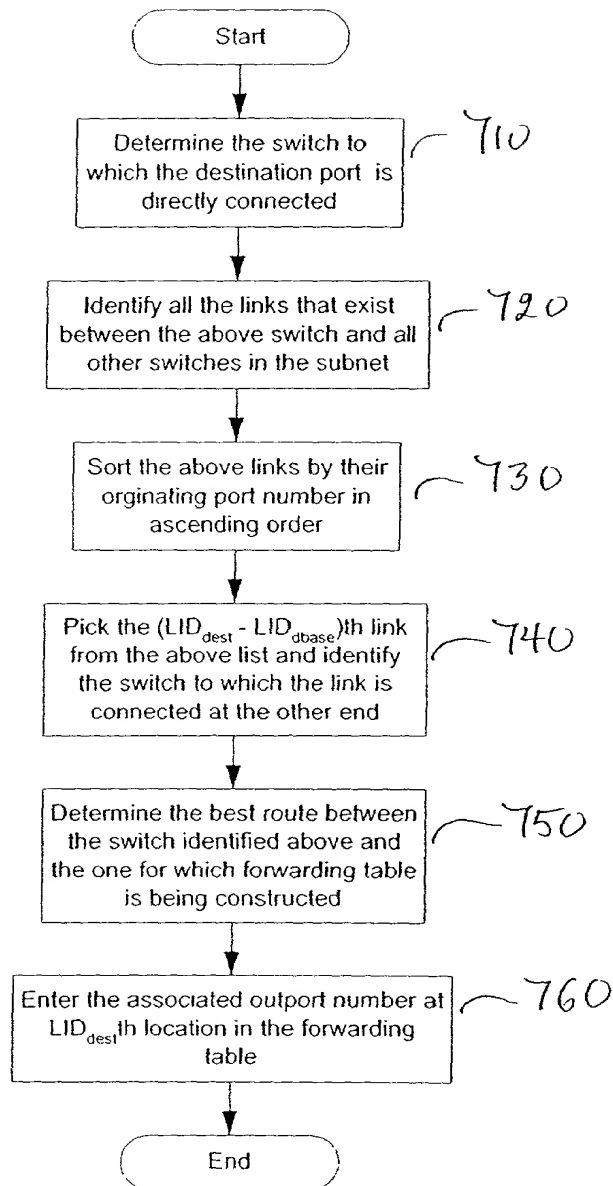 Start
Determine the switch to
which the destination port is
directly connected
710
Identify all the links that exist
between the above switch and all
other switches in the subnet
720
Sort the above links by their
orginating port number in
ascending order
730
Pick the (LID_dest - LID_dbase)th link
from the above list and identify
the switch to which the link is
connected at the other end
740
Determine the best route between
the switch identified above and
the one for which forwarding table
is being constructed
750
Enter the associated outport number at
LID_dest th location in the forwarding
table
760
End